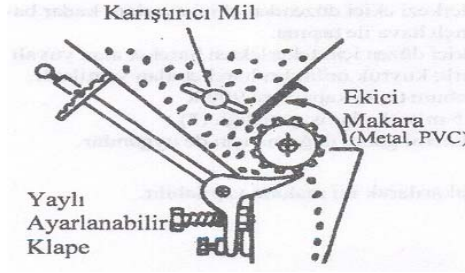 Karıştırıcı Mil
Ekici
Makara
(Metal, PVC)
Yaylı
Ayarlanabilir
Klape